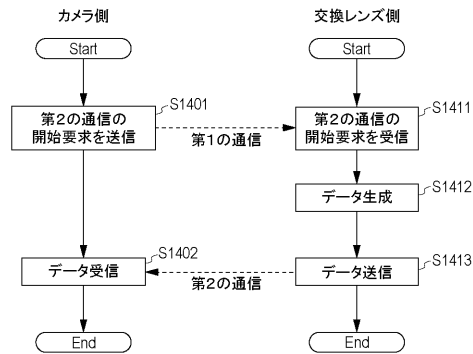 カメラ側
交換レンズ側
Start
Start
S1401
第2の通信の
開始要求を送信
第1の通信
S1411
第2の通信の
開始要求を受信
S1412
データ生成
S1402
データ受信
第2の通信
S1413
データ送信
End
End